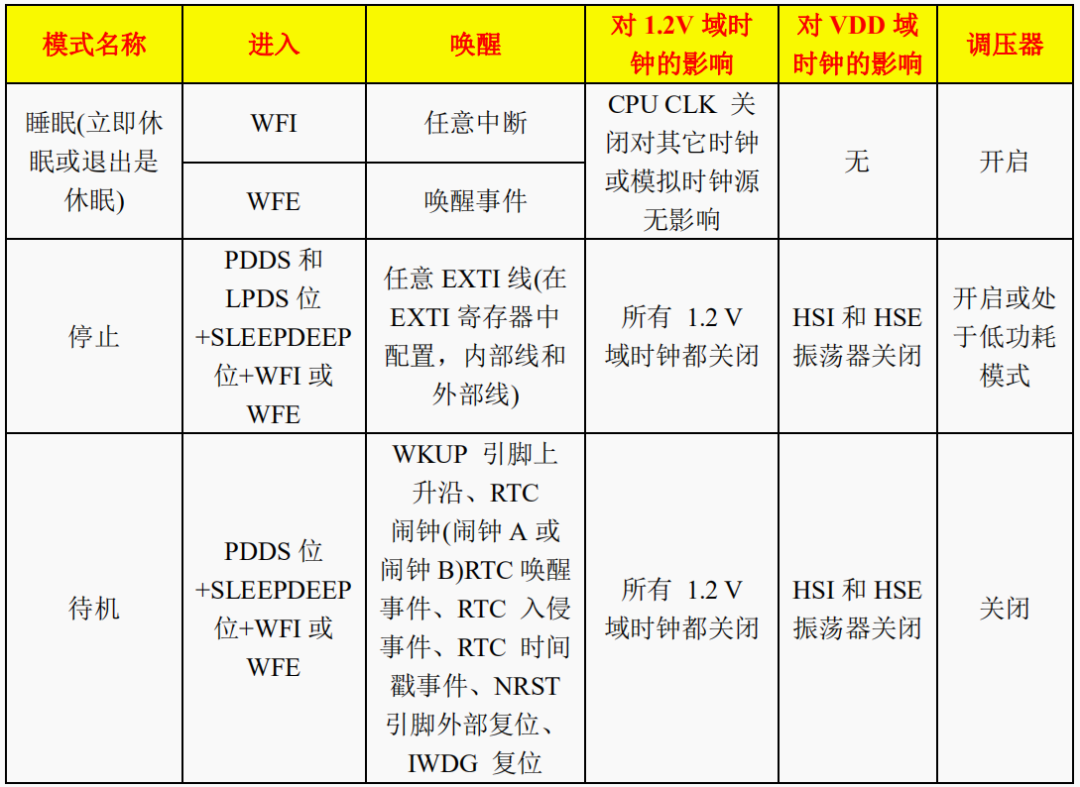 模式名称
进入
唤醒
对 1.2V 域时
钟的影响
对 VDD 域
时钟的影响
调压器
睡眠(立即休
眠或退出是
休眠)
WFI
任意中断
WFE
唤醒事件
CPU CLK 关
闭对其它时钟
或模拟时钟源
无影响
无
开启
停止
PDDS 和
LPDS 位
+SLEEPDEEP
位+WFI 或
WFE
任意 EXTI 线(在
EXTI 寄存器中
配置，内部线和
外部线)
所有 1.2 V
域时钟都关闭
HSI 和 HSE
振荡器关闭
开启或处
于低功耗
模式
待机
PDDS 位
+SLEEPDEEP
位+WFI 或
WFE
WKUP 引脚上
升沿、RTC
闹钟(闹钟 A 或
闹钟 B)RTC 唤醒
事件、RTC 入侵
事件、RTC 时间
戳事件、NRST
引脚外部复位、
IWDG 复位
所有 1.2 V
域时钟都关闭
HSI 和 HSE
振荡器关闭
关闭